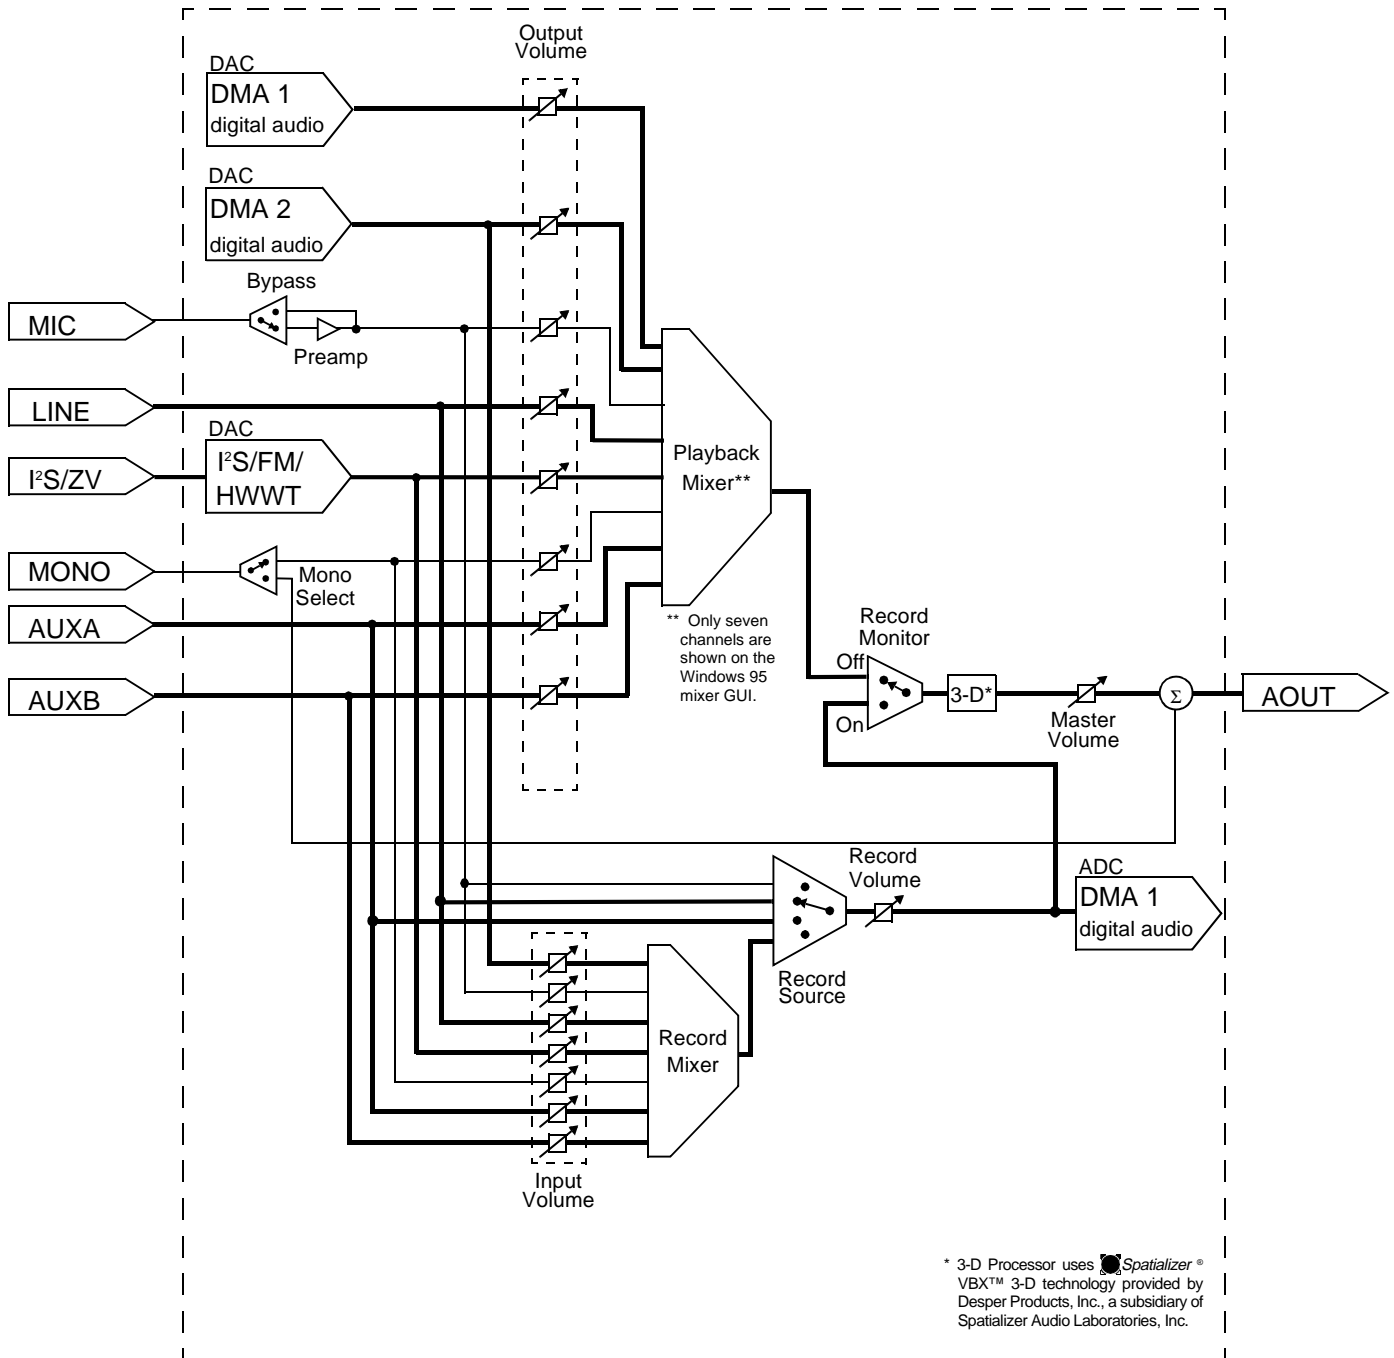 Output
Volume
DAC
DMA 1
digital audio
DAC
DMA 2
digital audio
Bypass
MIC
Preamp
LINE
DAC
I²S/FM/
HWWT
I²S/ZV
Playback
Mixer**
MONO
Mono
Select
AUXA
AUXB
** Only seven
channels are
shown on the
Windows 95
mixer GUI.
Record
Monitor
Off
On
3-D*
Master
Volume
Σ
AOUT
Record
Volume
ADC
DMA 1
digital audio
Record
Source
Record
Mixer
Input
Volume
* 3-D Processor uses Spatializer ®
VBX™ 3-D technology provided by
Desper Products, Inc., a subsidiary of
Spatializer Audio Laboratories, Inc.